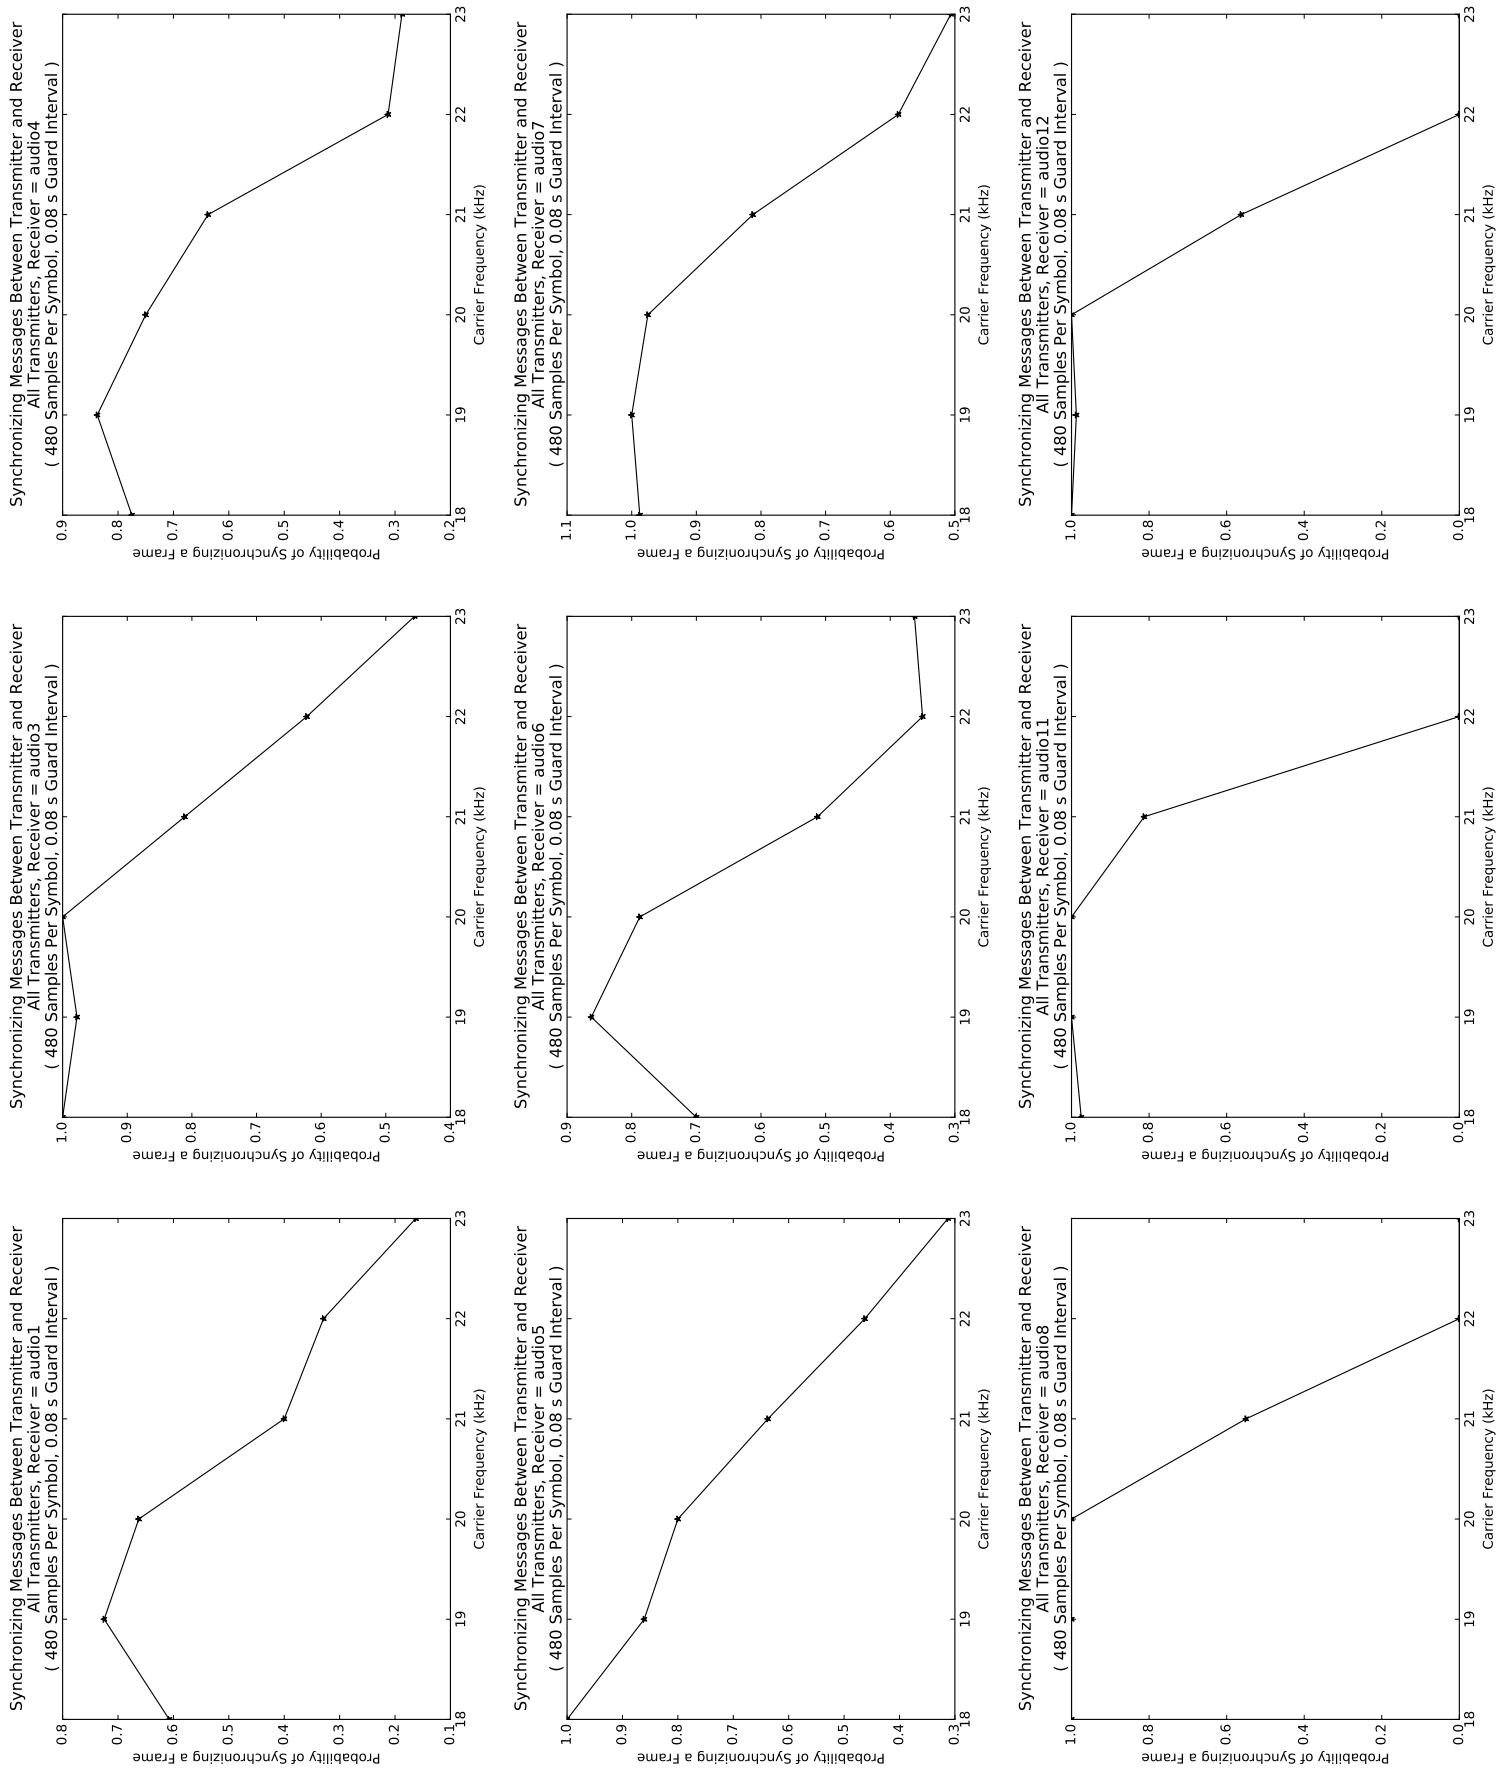 Synchronizing Messages Between Transmitter and Receiver
All Transmitters, Receiver = audio1
( 480 Samples Per Symbol, 0.08 s Guard Interval )
0.8
0.7
0.6
0.5
0.4
0.3
0.2
0.1
Probability of Synchronizing a Frame
18 19 20 21 22 23
Carrier Frequency (kHz)
Synchronizing Messages Between Transmitter and Receiver
All Transmitters, Receiver = audio3
( 480 Samples Per Symbol, 0.08 s Guard Interval )
1.0
0.9
0.8
0.7
0.6
0.5
0.4
Probability of Synchronizing a Frame
18 19 20 21 22 23
Carrier Frequency (kHz)
Synchronizing Messages Between Transmitter and Receiver
All Transmitters, Receiver = audio4
( 480 Samples Per Symbol, 0.08 s Guard Interval )
0.9
0.8
0.7
0.6
0.5
0.4
0.3
0.2
Probability of Synchronizing a Frame
18 19 20 21 22 23
Carrier Frequency (kHz)
Synchronizing Messages Between Transmitter and Receiver
All Transmitters, Receiver = audio5
( 480 Samples Per Symbol, 0.08 s Guard Interval )
1.0
0.9
0.8
0.7
0.6
0.5
0.4
0.3
Probability of Synchronizing a Frame
18 19 20 21 22 23
Carrier Frequency (kHz)
Synchronizing Messages Between Transmitter and Receiver
All Transmitters, Receiver = audio6
( 480 Samples Per Symbol, 0.08 s Guard Interval )
0.9
0.8
0.7
0.6
0.5
0.4
0.3
Probability of Synchronizing a Frame
18 19 20 21 22 23
Carrier Frequency (kHz)
Synchronizing Messages Between Transmitter and Receiver
All Transmitters, Receiver = audio7
( 480 Samples Per Symbol, 0.08 s Guard Interval )
1.1
1.0
0.9
0.8
0.7
0.6
0.5
Probability of Synchronizing a Frame
18 19 20 21 22 23
Carrier Frequency (kHz)
Synchronizing Messages Between Transmitter and Receiver
All Transmitters, Receiver = audio8
( 480 Samples Per Symbol, 0.08 s Guard Interval )
1.0
0.8
0.6
0.4
0.2
0.0
Probability of Synchronizing a Frame
18 19 20 21 22 23
Carrier Frequency (kHz)
Synchronizing Messages Between Transmitter and Receiver
All Transmitters, Receiver = audio11
( 480 Samples Per Symbol, 0.08 s Guard Interval )
1.0
0.8
0.6
0.4
0.2
0.0
Probability of Synchronizing a Frame
18 19 20 21 22 23
Carrier Frequency (kHz)
Synchronizing Messages Between Transmitter and Receiver
All Transmitters, Receiver = audio12
( 480 Samples Per Symbol, 0.08 s Guard Interval )
1.0
0.8
0.6
0.4
0.2
0.0
Probability of Synchronizing a Frame
18 19 20 21 22 23
Carrier Frequency (kHz)